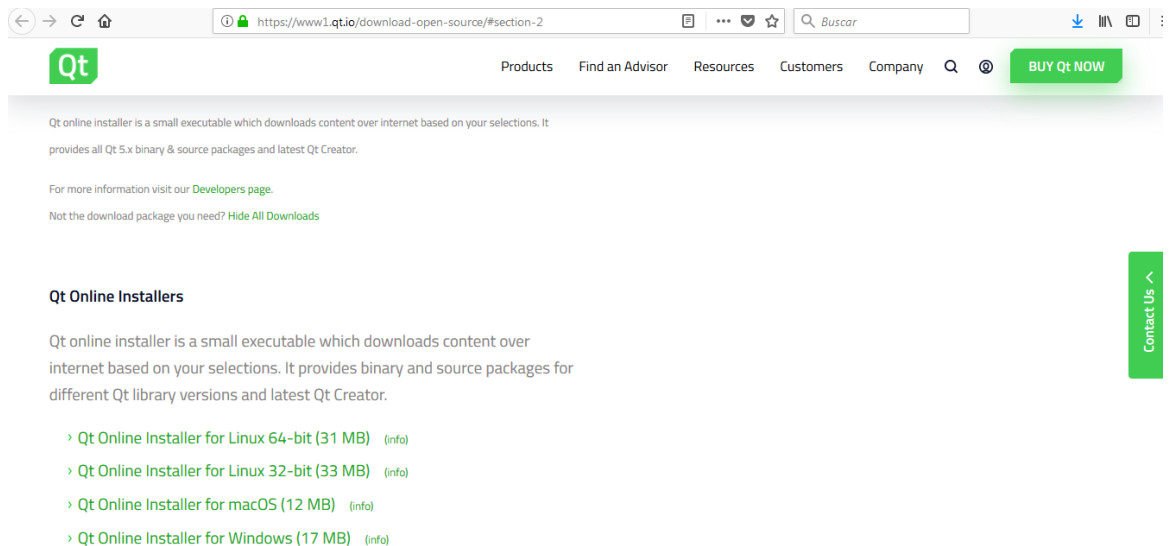 https://www1.qt.io/download-open-source/#section-2
Buscar
Qt
Products
Find an Advisor
Resources
Customers
Company
BUY Qt NOW
Qt online installer is a small executable which downloads content over internet based on your selections. It
provides all Qt 5.x binary & source packages and latest Qt Creator.
For more information visit our Developers page.
Not the download package you need? Hide All Downloads
Contact Us
Qt Online Installers
Qt online installer is a small executable which downloads content over
internet based on your selections. It provides binary and source packages for
different Qt library versions and latest Qt Creator.
› Qt Online Installer for Linux 64-bit (31 MB) (info)
› Qt Online Installer for Linux 32-bit (33 MB) (info)
› Qt Online Installer for macOS (12 MB) (info)
› Qt Online Installer for Windows (17 MB) (info)